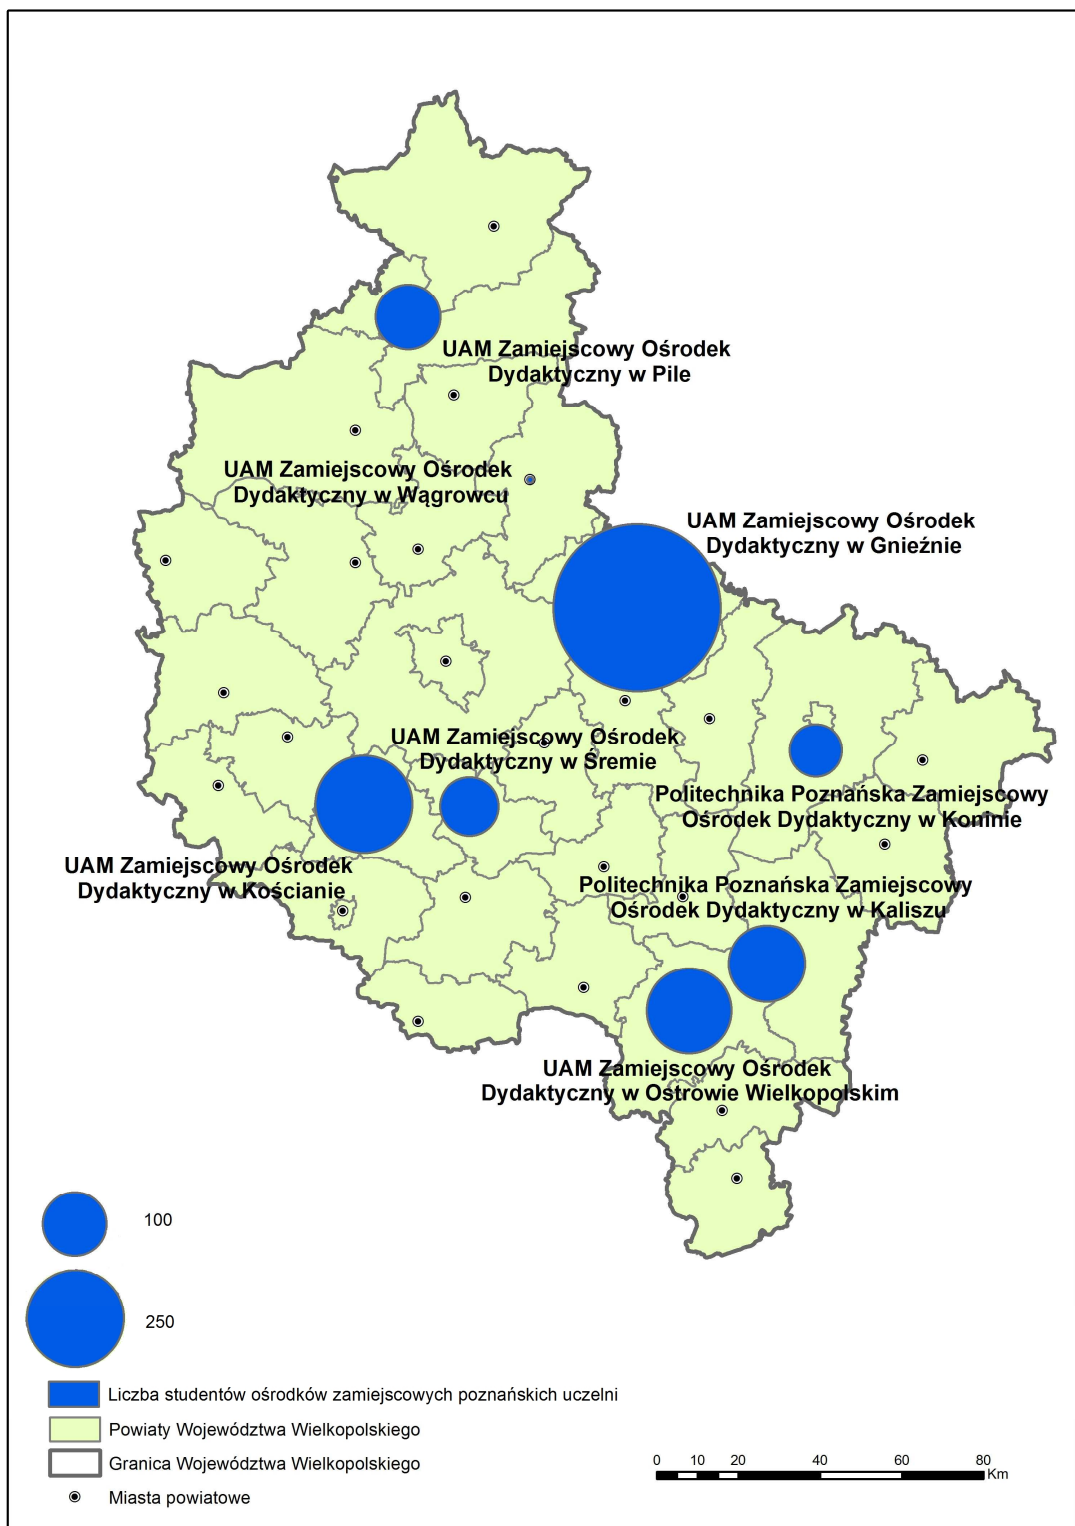 UAM Zamiejscowy Ośrodek
Dydaktyczny w Pile
UAM Zamiejscowy Ośrodek
Dydaktyczny w Wągrowcu
UAM Zamiejscowy Ośrodek
Dydaktyczny w Gnieźnie
UAM Zamiejscowy Ośrodek
Dydaktyczny w Śremie
Politechnika Poznańska Zamiejscowy
Ośrodek Dydaktyczny w Koninie
UAM Zamiejscowy Ośrodek
Dydaktyczny w Kościanie
Politechnika Poznańska Zamiejscowy
Ośrodek Dydaktyczny w Kaliszu
UAM Zamiejscowy Ośrodek
Dydaktyczny w Ostrowie Wielkopolskim
100
250
Liczba studentów ośrodków zamiejscowych poznańskich uczelni
Powiaty Województwa Wielkopolskiego
Granica Województwa Wielkopolskiego
Miasta powiatowe
0 10 20 40 60 80
Km